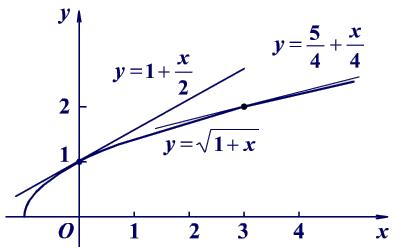 y
y = 5/4 + x/4
y = 1 + x/2
2
y = √(1 + x)
1
O 1 2 3 4 x